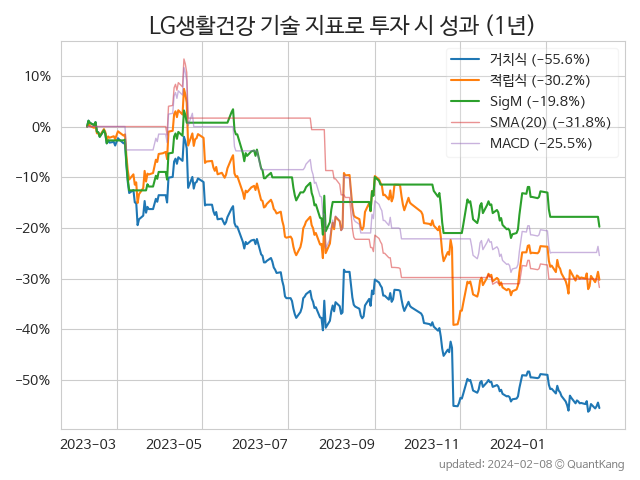 LG생활건강 기술 지표로 투자 시 성과 (1년)
거치식 (−55.6%)
적립식 (−30.2%)
SigM (−19.8%)
SMA(20) (−31.8%)
MACD (−25.5%)
10%
0%
−10%
−20%
−30%
−40%
−50%
2023-03 2023-05 2023-07 2023-09 2023-11 2024-01
updated: 2024-02-08 ⓒ QuantKang